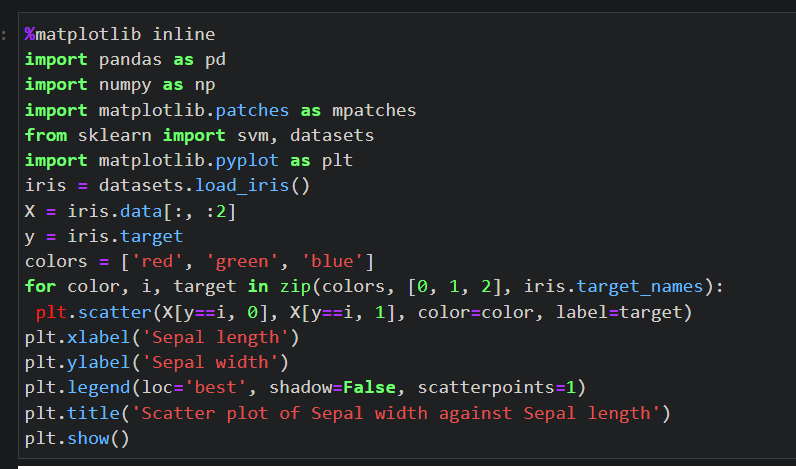 %matplotlib inline
import pandas as pd
import numpy as np
import matplotlib.patches as mpatches
from sklearn import svm, datasets
import matplotlib.pyplot as plt
iris = datasets.load_iris()
X = iris.data[:, :2]
y = iris.target
colors = ['red', 'green', 'blue']
for color, i, target in zip(colors, [0, 1, 2], iris.target_names):
 plt.scatter(X[y==i, 0], X[y==i, 1], color=color, label=target)
plt.xlabel('Sepal length')
plt.ylabel('Sepal width')
plt.legend(loc='best', shadow=False, scatterpoints=1)
plt.title('Scatter plot of Sepal width against Sepal length')
plt.show()